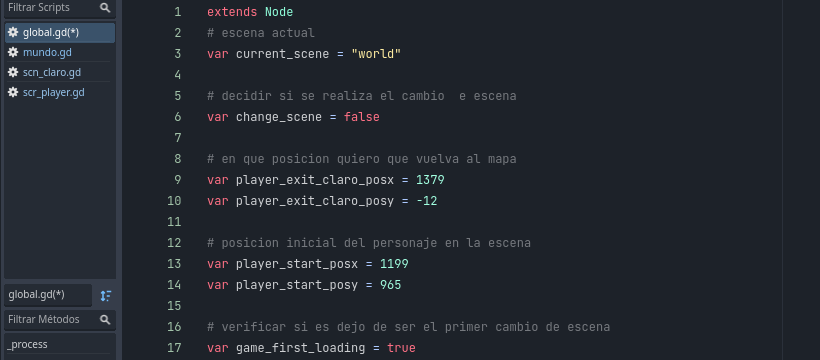 Filtrar Scripts
global.gd(*)
mundo.gd
scn_claro.gd
scr_player.gd
global.gd(*)
Filtrar Métodos
_process
1 extends Node
2 # escena actual
3 var current_scene = "world"
4
5 # decidir si se realiza el cambio  e escena
6 var change_scene = false
7
8 # en que posicion quiero que vuelva al mapa
9 var player_exit_claro_posx = 1379
10 var player_exit_claro_posy = -12
11
12 # posicion inicial del personaje en la escena
13 var player_start_posx = 1199
14 var player_start_posy = 965
15
16 # verificar si es dejo de ser el primer cambio de escena
17 var game_first_loading = true